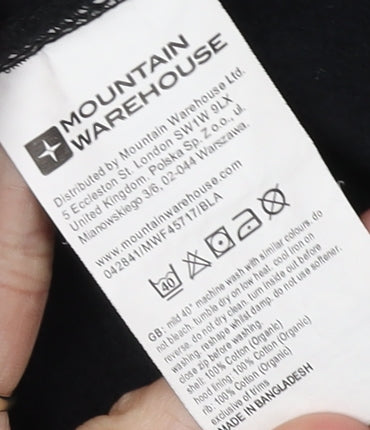 MOUNTAIN
WAREHOUSE
Distributed by Mountain Warehouse Ltd.
5 Eccleston St. London SW1W 9LX
United Kingdom. Polska Sp. Z o.o., ul.
Mianowskiego 3/6, 02-044 Warszawa.
www.mountainwarehouse.com
042841/MWF45717/BLA
40
GB: mild 40° machine wash with similar colours. do
not bleach. tumble dry on low heat. cool iron on
reverse. do not dry clean. turn inside out before
washing. reshape whilst damp. do not use softener.
close zip before washing.
shell: 100% Cotton (Organic)
hood lining: 100% Cotton (Organic)
rib: 100% Cotton (Organic)
exclusive of trims
MADE IN BANGLADESH